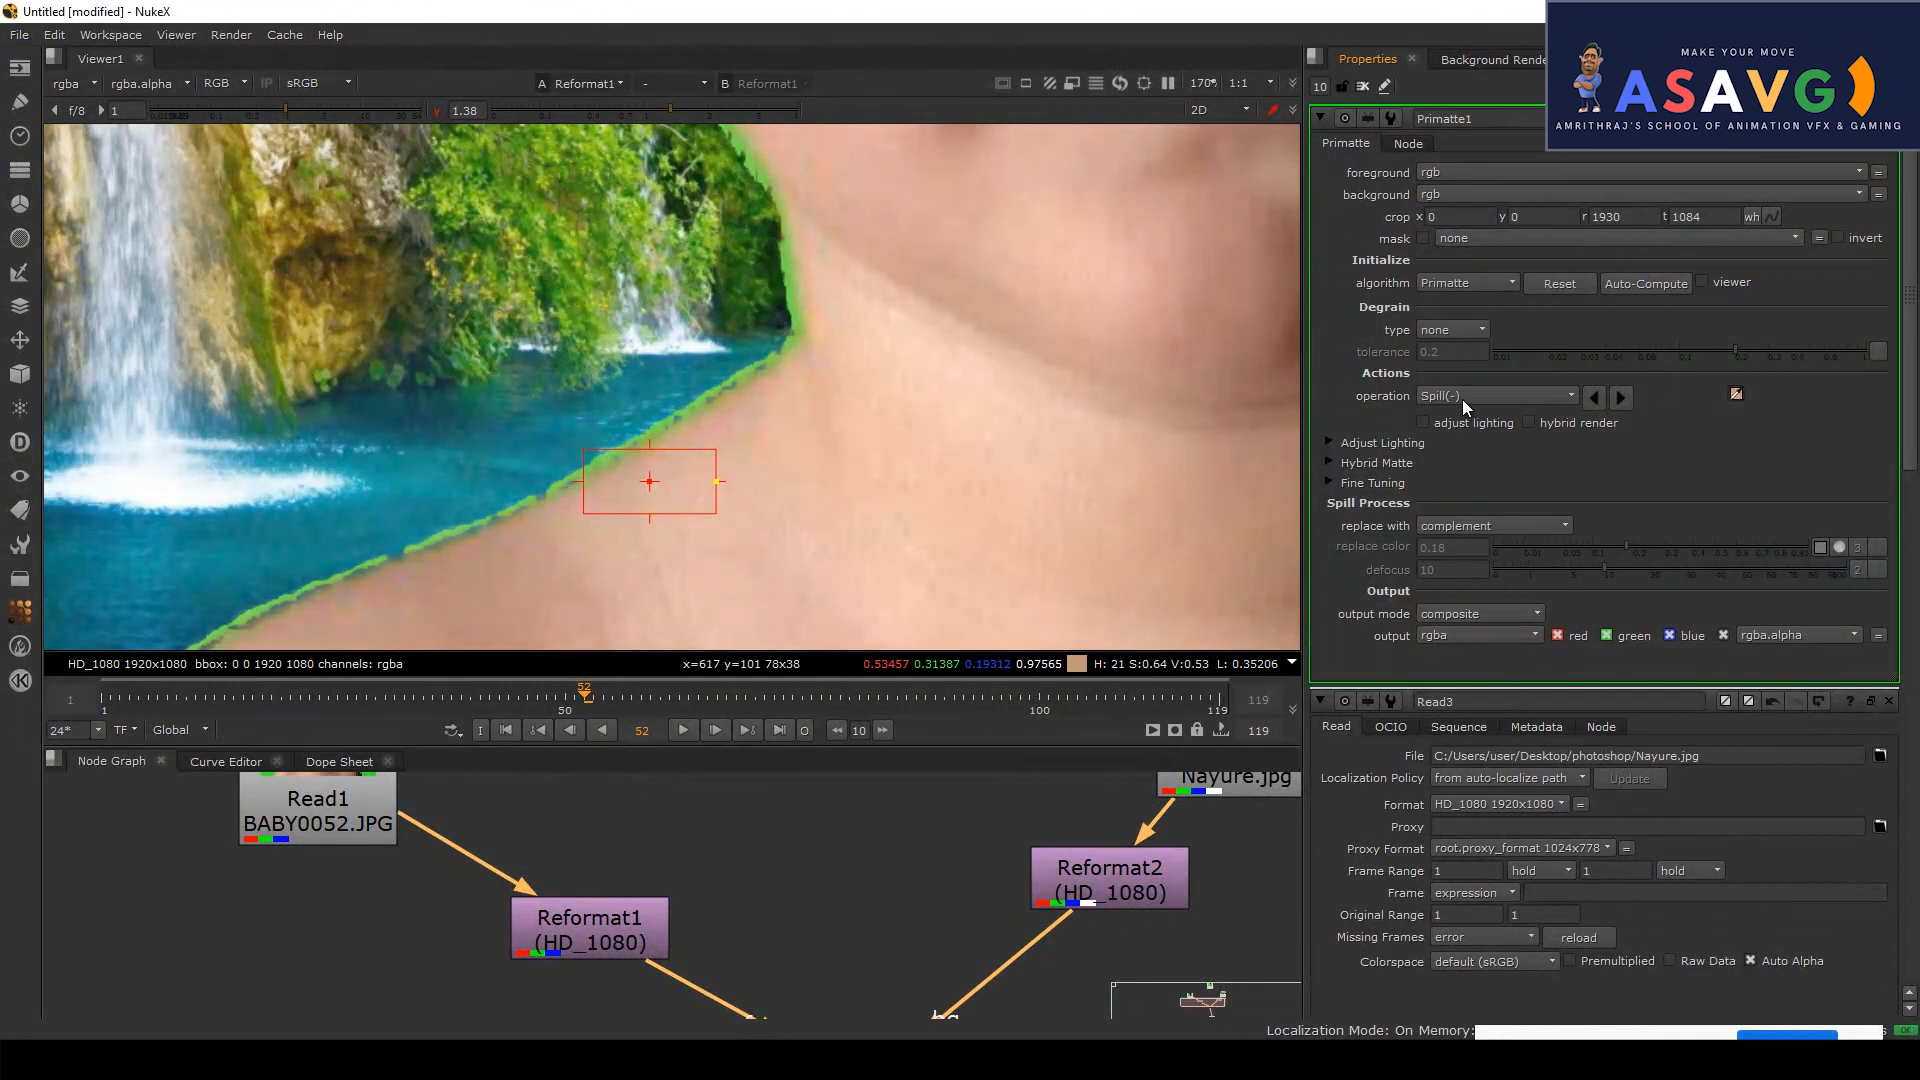 Untitled [modified] - NukeX
File Edit Workspace Viewer Render Cache Help
MAKE YOUR MOVE
ASAVG
AMRITHRAJ'S SCHOOL OF ANIMATION VFX & GAMING
Viewer1
Properties Background Rende
rgba rgba.alpha RGB IP sRGB A Reformat1 - B Reformat1 170% 1:1
10
f/8 1 Y 1.38 2D
Primatte1
Primatte Node
foreground rgb =
background rgb =
crop x 0 y 0 r 1930 t 1084 wh
mask none = invert
Initialize
algorithm Primatte Reset Auto-Compute viewer
Degrain
type none
tolerance 0.2
Actions
operation Spill(-)
adjust lighting hybrid render
Adjust Lighting
Hybrid Matte
Fine Tuning
Spill Process
replace with complement
replace color 0.18 3
defocus 10 2
Output
output mode composite
output rgba red green blue rgba.alpha =
HD_1080 1920x1080 bbox: 0 0 1920 1080 channels: rgba x=617 y=101 78x38 0.53457 0.31387 0.19312 0.97565 H: 21 S:0.64 V:0.53 L: 0.35206
1 52 119
1 50 100 119
24* TF Global I 52 O 10 119
Node Graph Curve Editor Dope Sheet
Read1
BABY0052.JPG
Nayure.jpg
Reformat2
(HD_1080)
Reformat1
(HD_1080)
bg
Read3
Read OCIO Sequence Metadata Node
File C:/Users/user/Desktop/photoshop/Nayure.jpg
Localization Policy from auto-localize path Update
Format HD_1080 1920x1080 =
Proxy
Proxy Format root.proxy_format 1024x778 =
Frame Range 1 hold 1 hold
Frame expression
Original Range 1 1
Missing Frames error reload
Colorspace default (sRGB) Premultiplied Raw Data Auto Alpha
Localization Mode: On Memory: